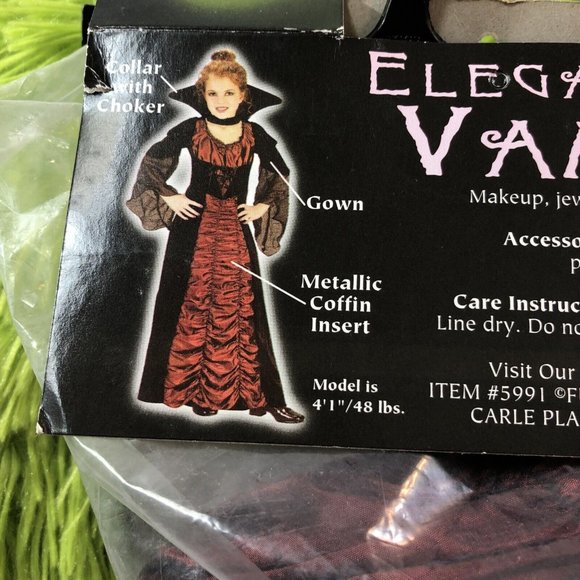 Collar
with
Choker
Gown
Metallic
Coffin
Insert
Model is
4'1"/48 lbs.
ELEGA
VA
Makeup, jew
Accesso
p
Care Instruc
Line dry. Do no
Visit Our
ITEM #5991 ©F
CARLE PLA